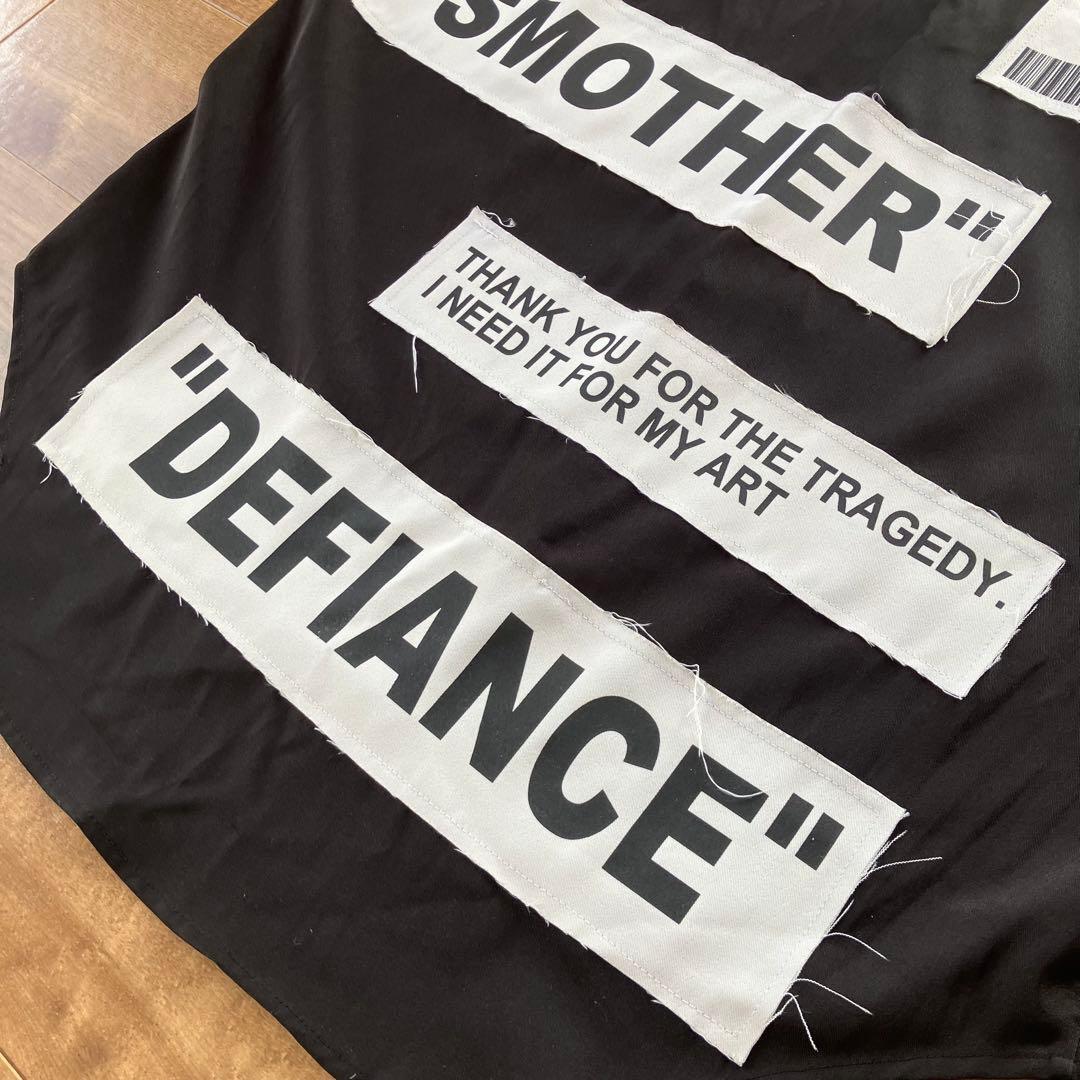 SMOTHER"
THANK YOU FOR THE TRAGEDY.
I NEED IT FOR MY ART
"DEFIANCE"